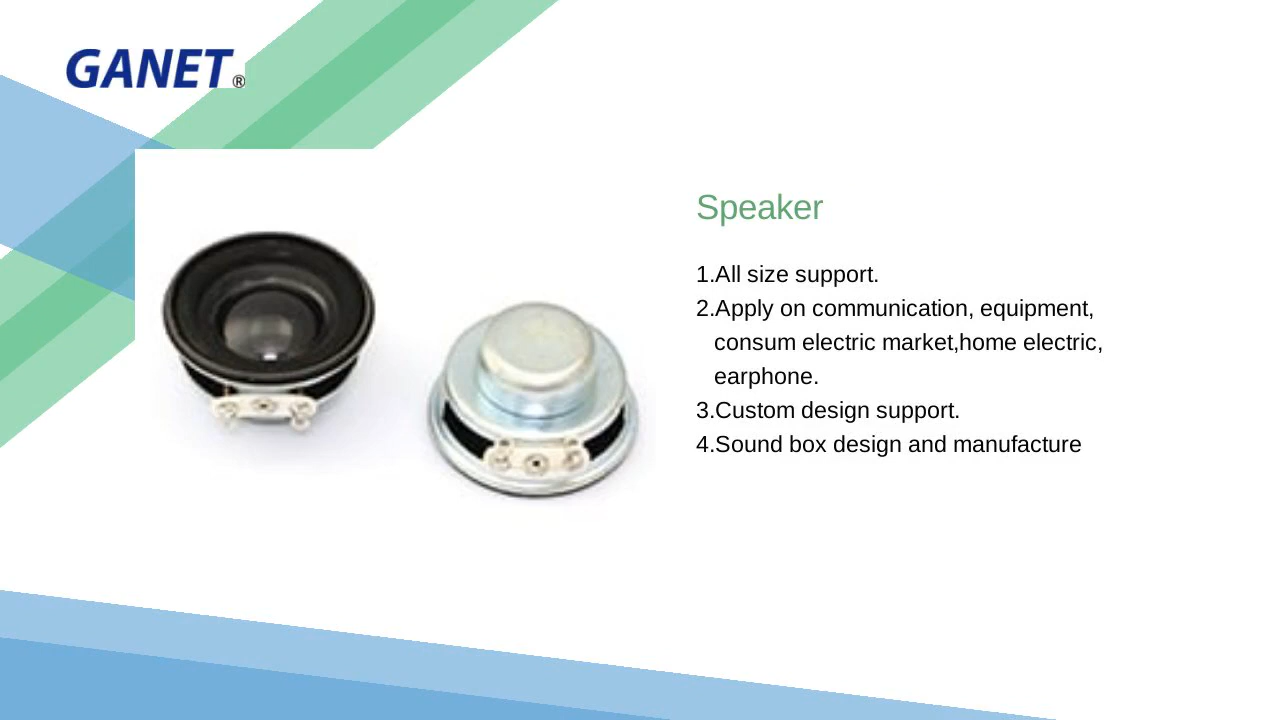 GANET®
Speaker
1.All size support.
2.Apply on communication, equipment,
consum electric market,home electric,
earphone.
3.Custom design support.
4.Sound box design and manufacture